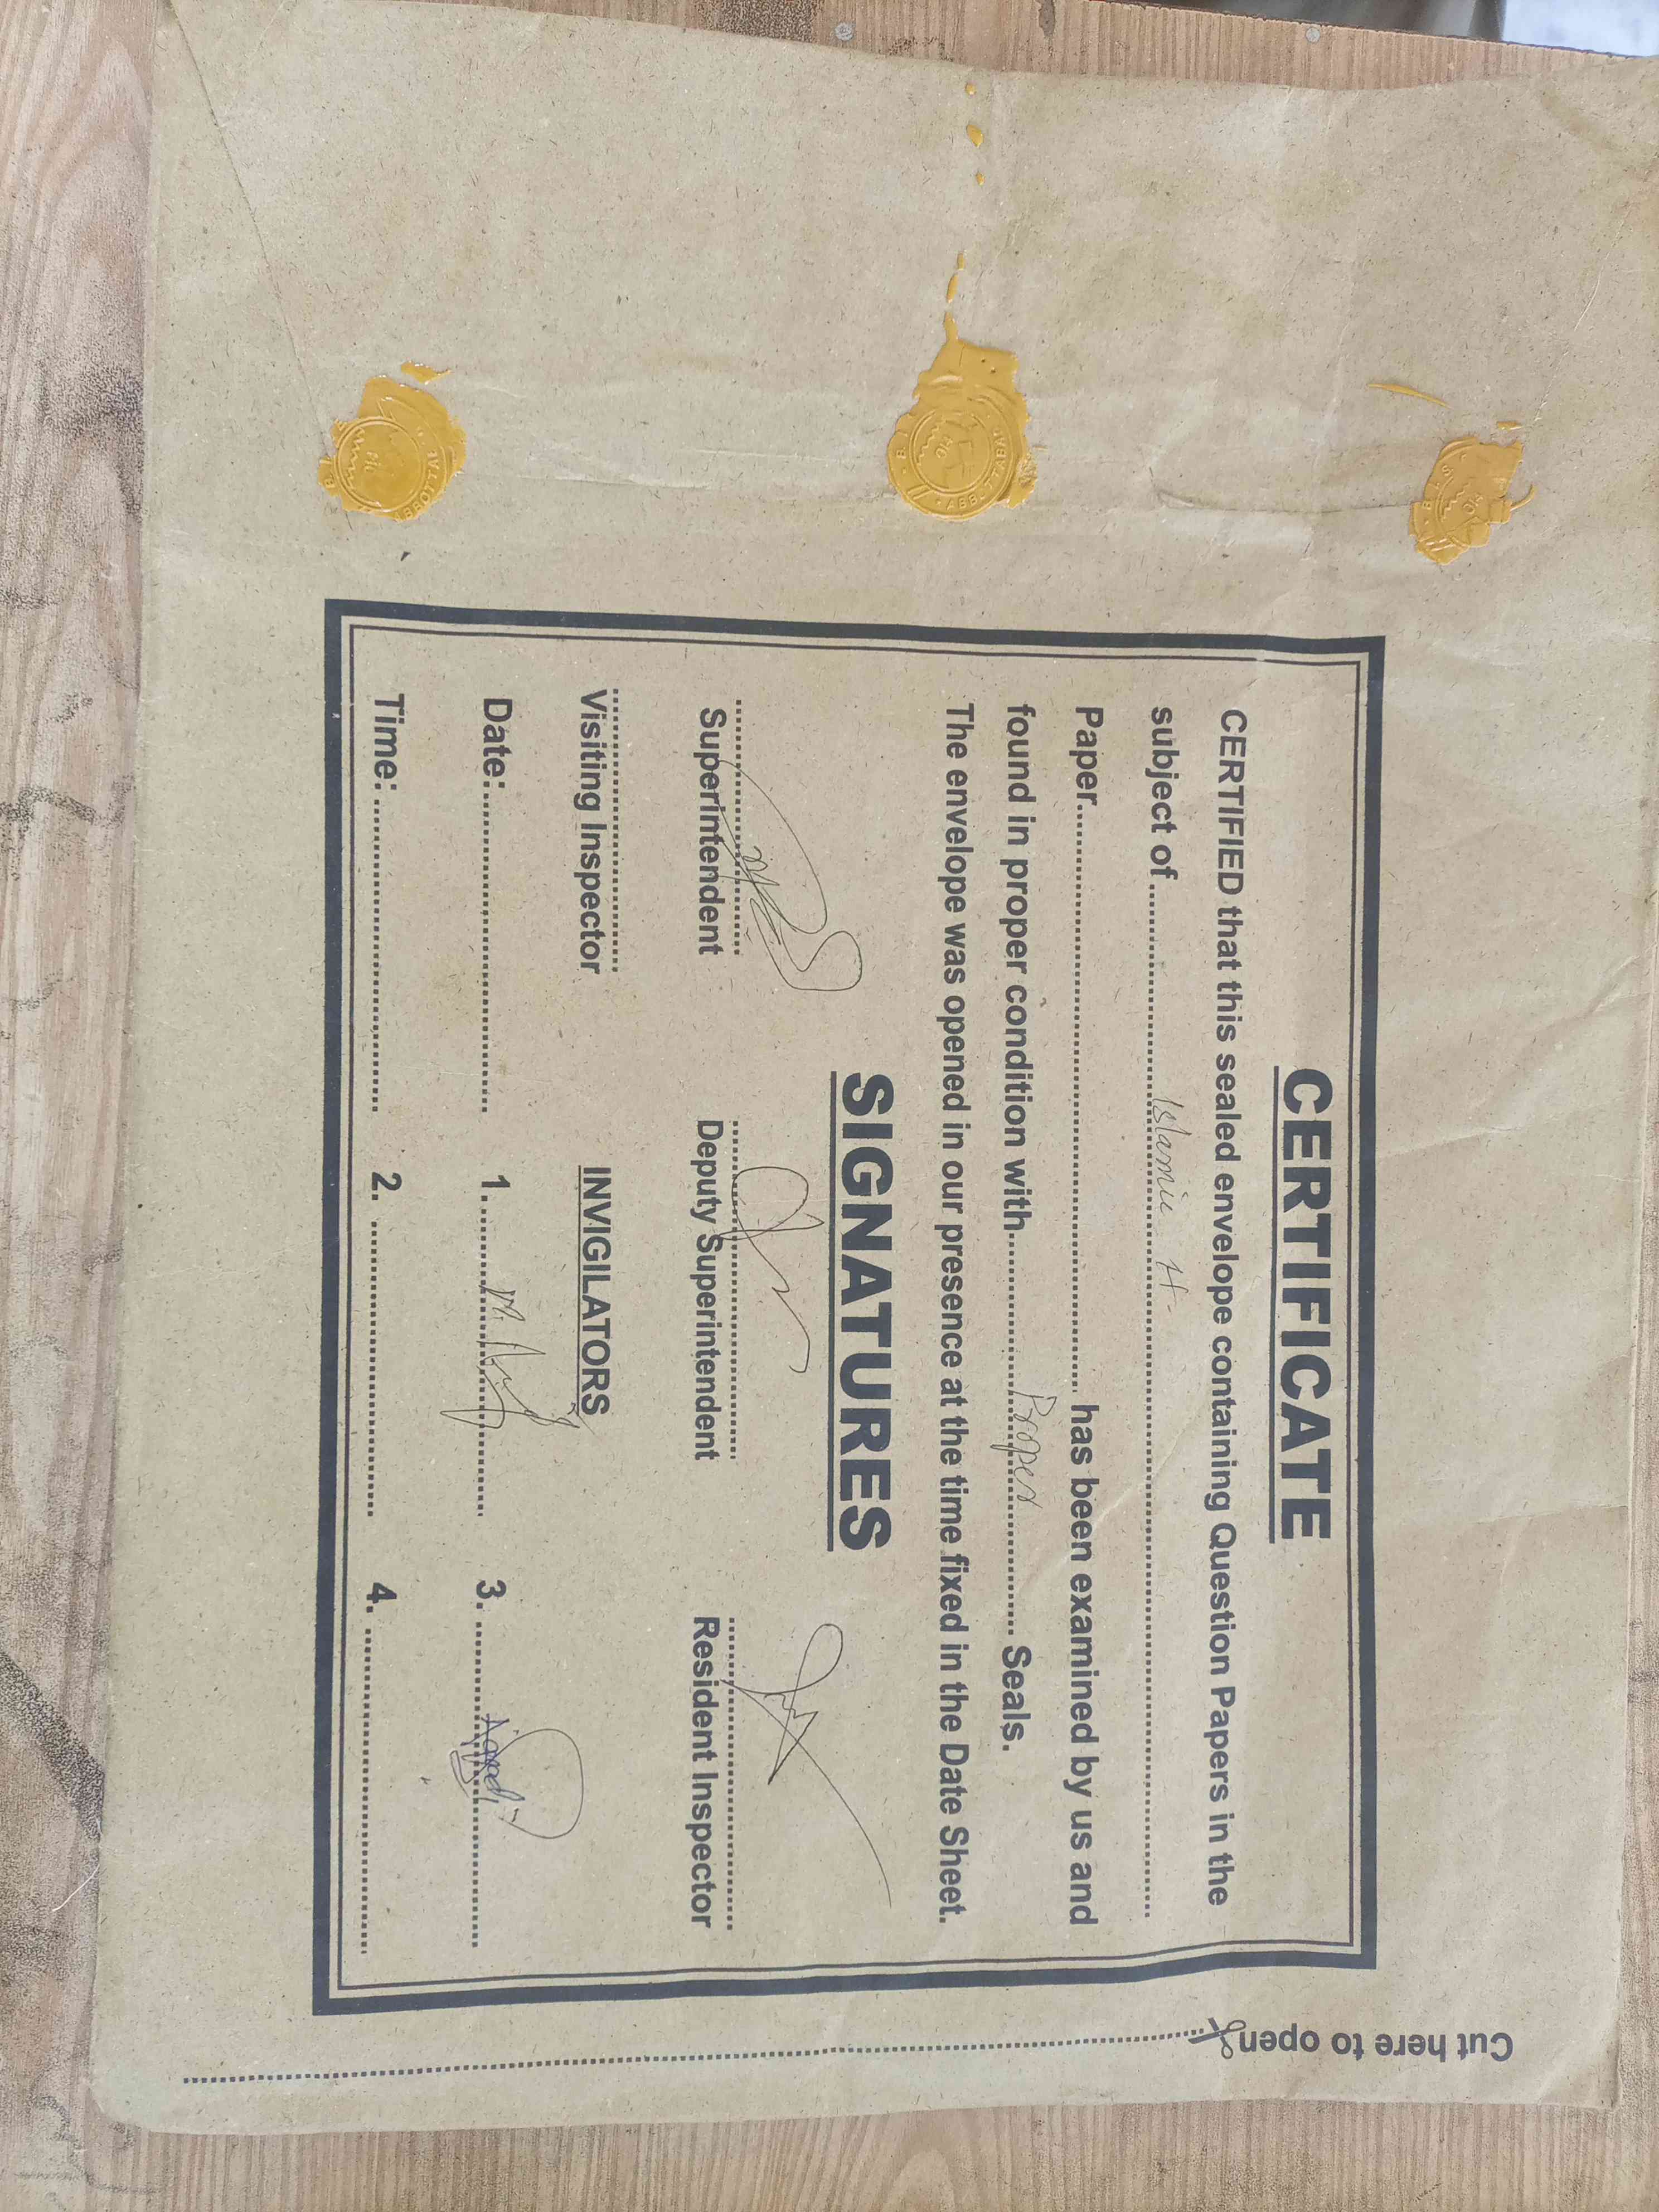 CERTIFICATE
CERTIFIED that this sealed envelope containing Question Papers in the
subject of .......... Islamic H- ..........
Paper.......... has been examined by us and
found in proper condition with.......... Proper .......... Seals.
The envelope was opened in our presence at the time fixed in the Date Sheet.
SIGNATURES
Superintendent Deputy Superintendent Resident Inspector
Visiting Inspector INVIGILATORS
Date: .......... 1. .......... 3. ..........
Time: .......... 2. .......... 4. ..........
Cut here to open